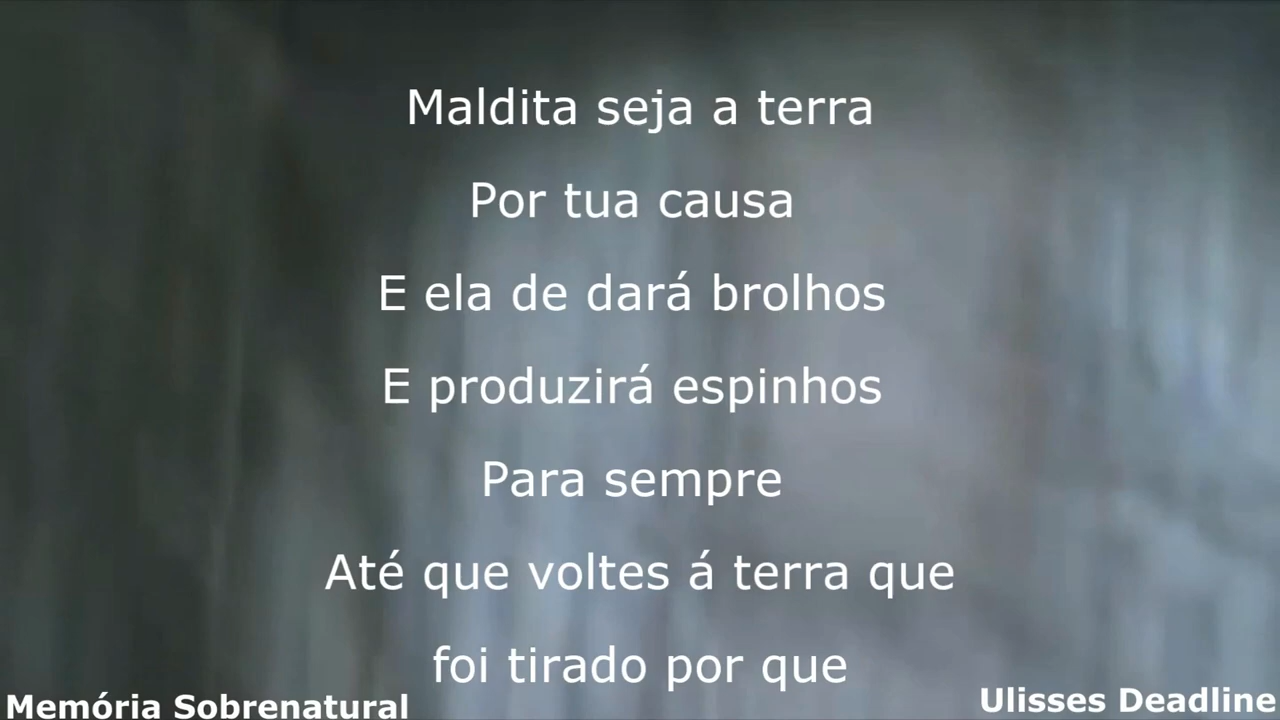 Maldita seja a terra
Por tua causa
E ela de dará brolhos
E produzirá espinhos
Para sempre
Até que voltes á terra que
foi tirado por que
Memória Sobrenatural
Ulisses Deadline